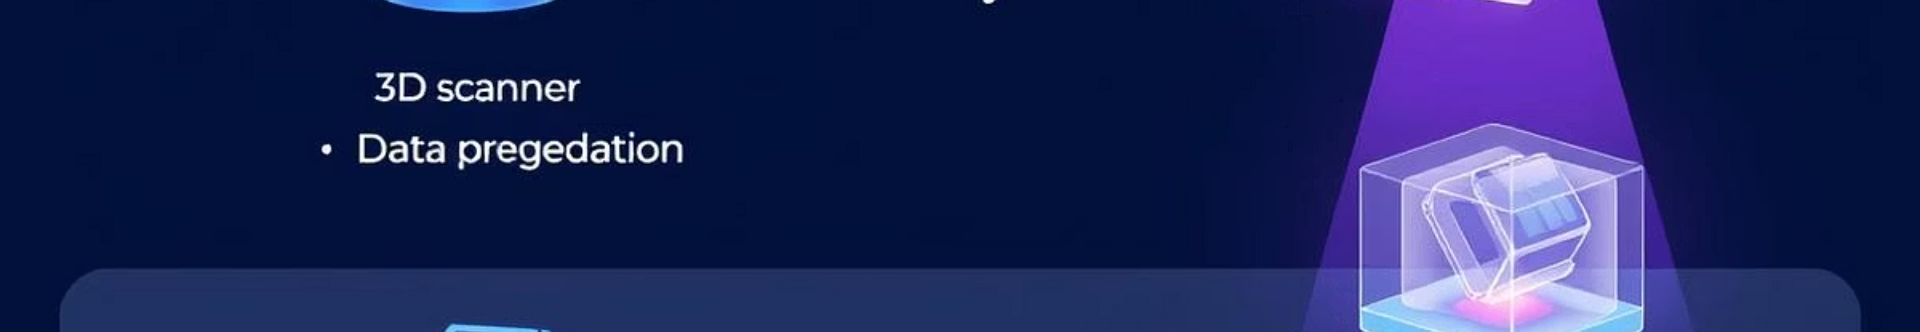 3D scanner
• Data pregedation